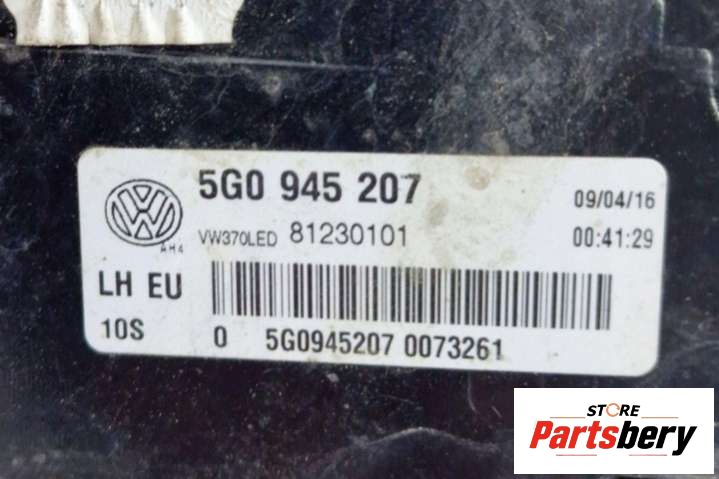 5G0 945 207
09/04/16
AH4
VW370LED 81230101
00:41:29
LH EU
10S
0 5G0945207 0073261
STORE
Partsbery